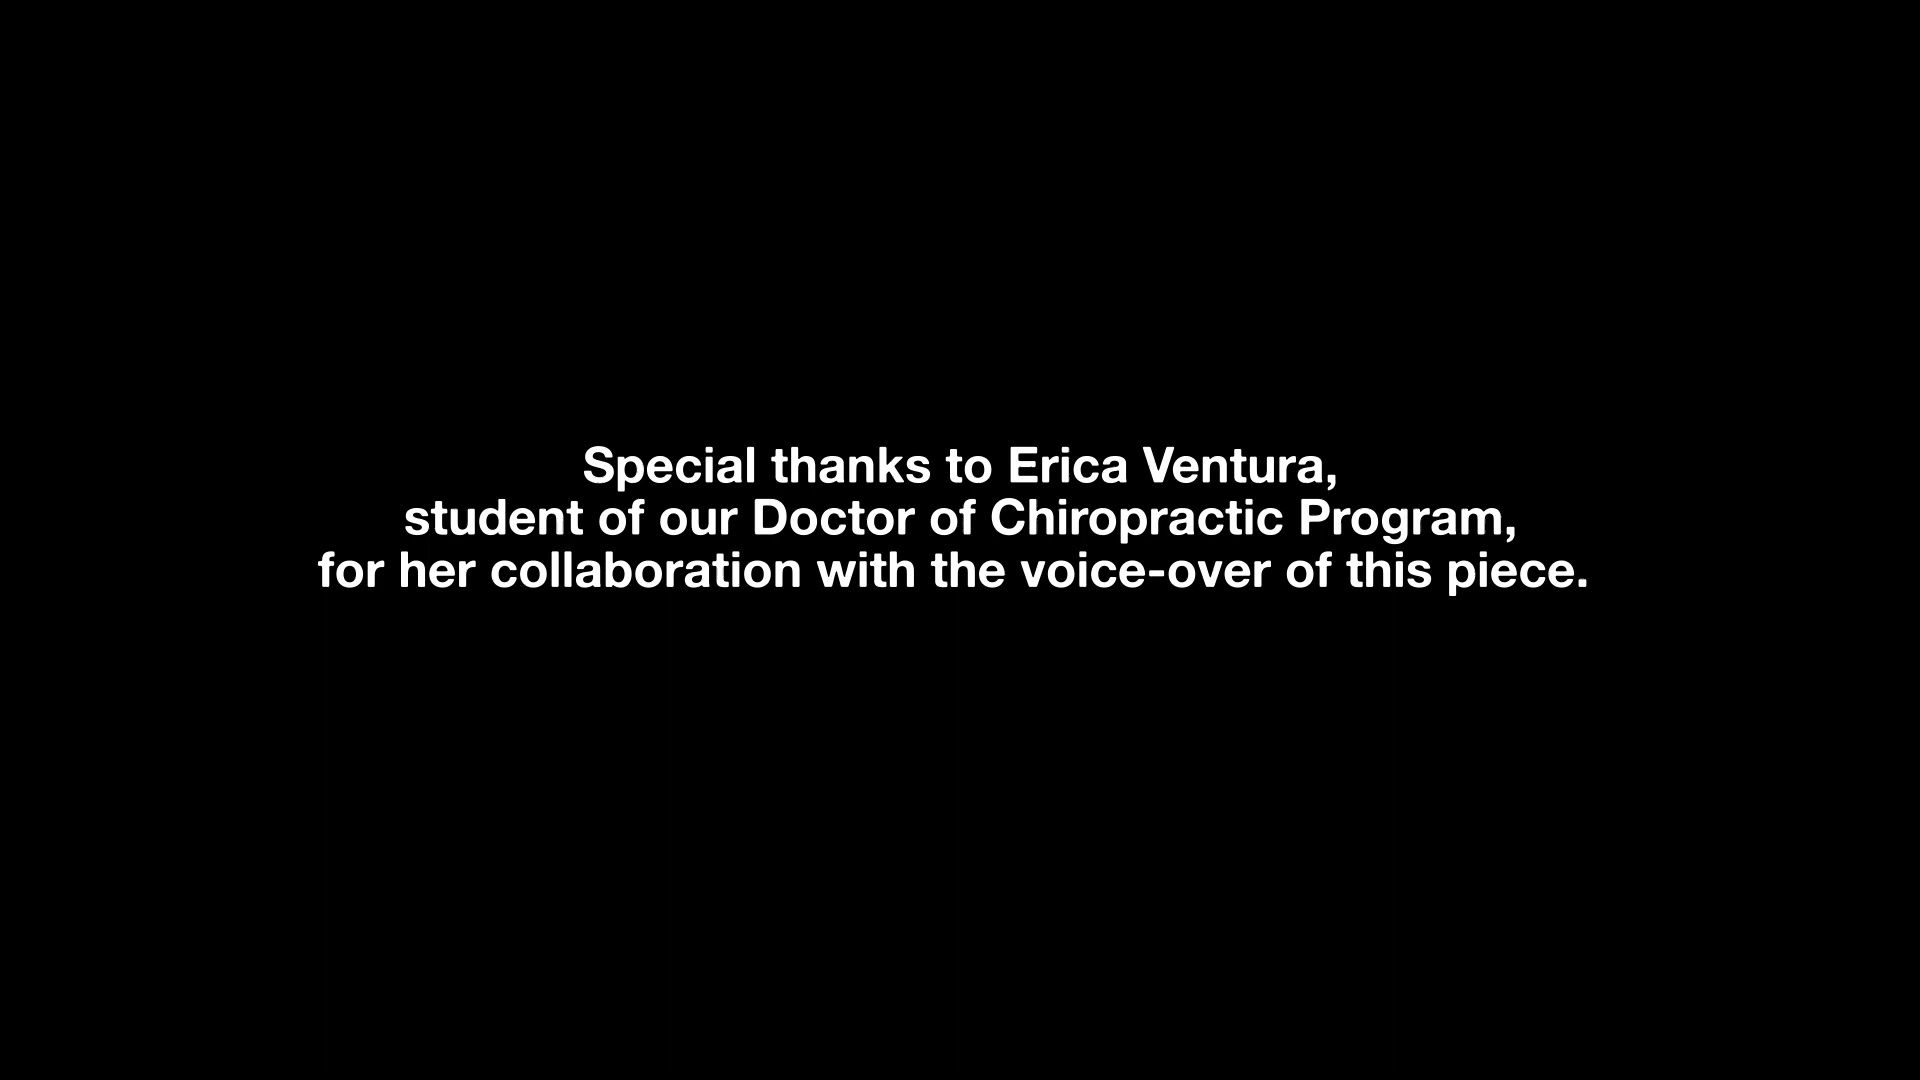 Special thanks to Erica Ventura,
student of our Doctor of Chiropractic Program,
for her collaboration with the voice-over of this piece.